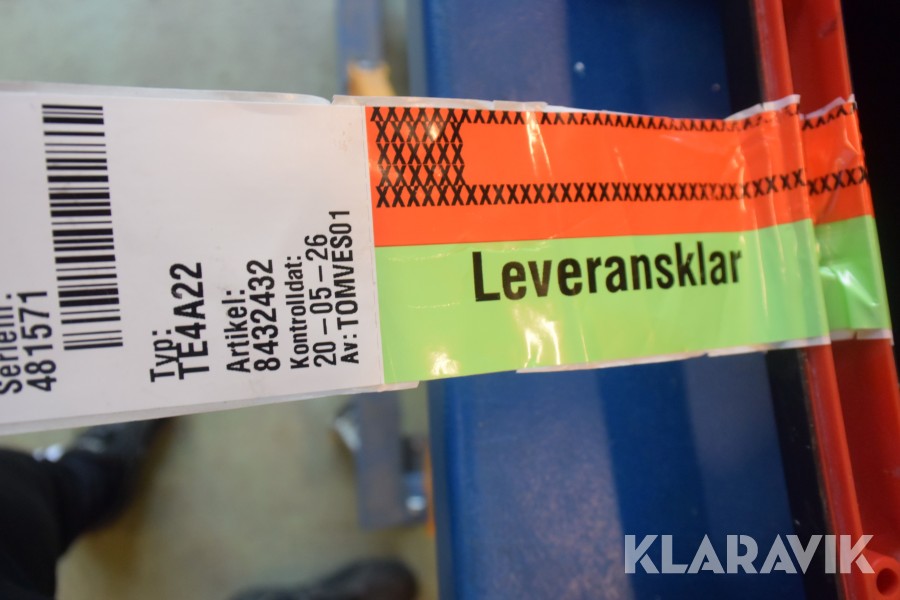 Serienr:
481571
Typ:
TE4A22
Artikel:
8432432
Kontrolldat:
20-05-26
Av: TOMVES01
Leveransklar
KLARAVIK